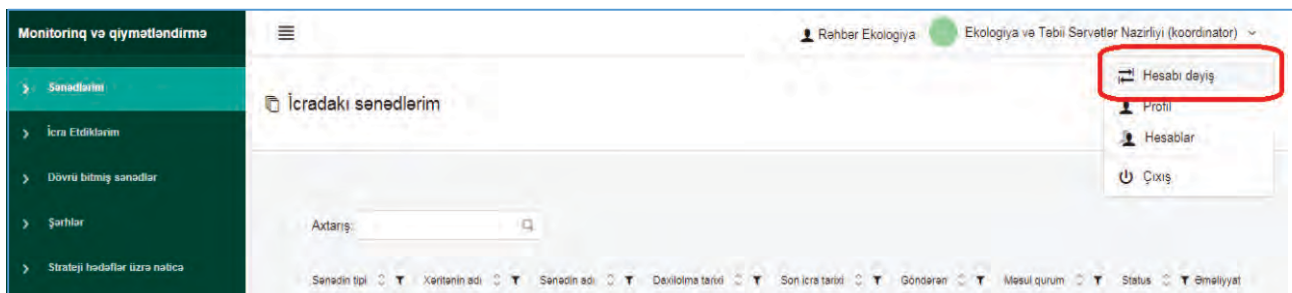 Monitorinq və qiymətləndirmə
Rəhbər Ekologiya
Ekologiya və Təbii Sərvətlər Nazirliyi (koordinator)
Sənədlərim
İcradakı sənədlərim
Hesabı dəyiş
Profil
Hesablar
Çıxış
İcra Etdiklərim
Dövrü bitmiş sənədlər
Şərhlər
Strateji hədəflər üzrə nəticə
Axtarış:
Sənədin tipi Xəritənin adı Sənədin adı Daxilolma tarixi Son icra tarixi Göndərən Məsul qurum Status Əməliyyat